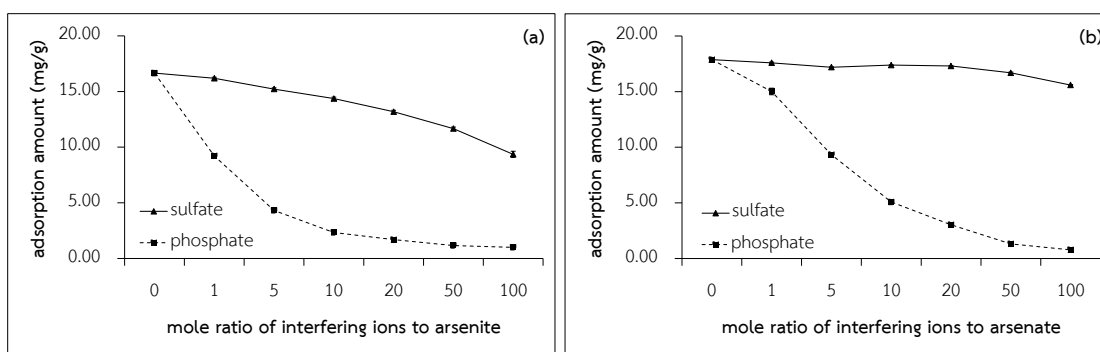 (a)
adsorption amount (mg/g)
20.00
15.00
10.00
5.00
0.00
sulfate
phosphate
0 1 5 10 20 50 100
mole ratio of interfering ions to arsenite
(b)
adsorption amount (mg/g)
20.00
15.00
10.00
5.00
0.00
sulfate
phosphate
0 1 5 10 20 50 100
mole ratio of interfering ions to arsenate